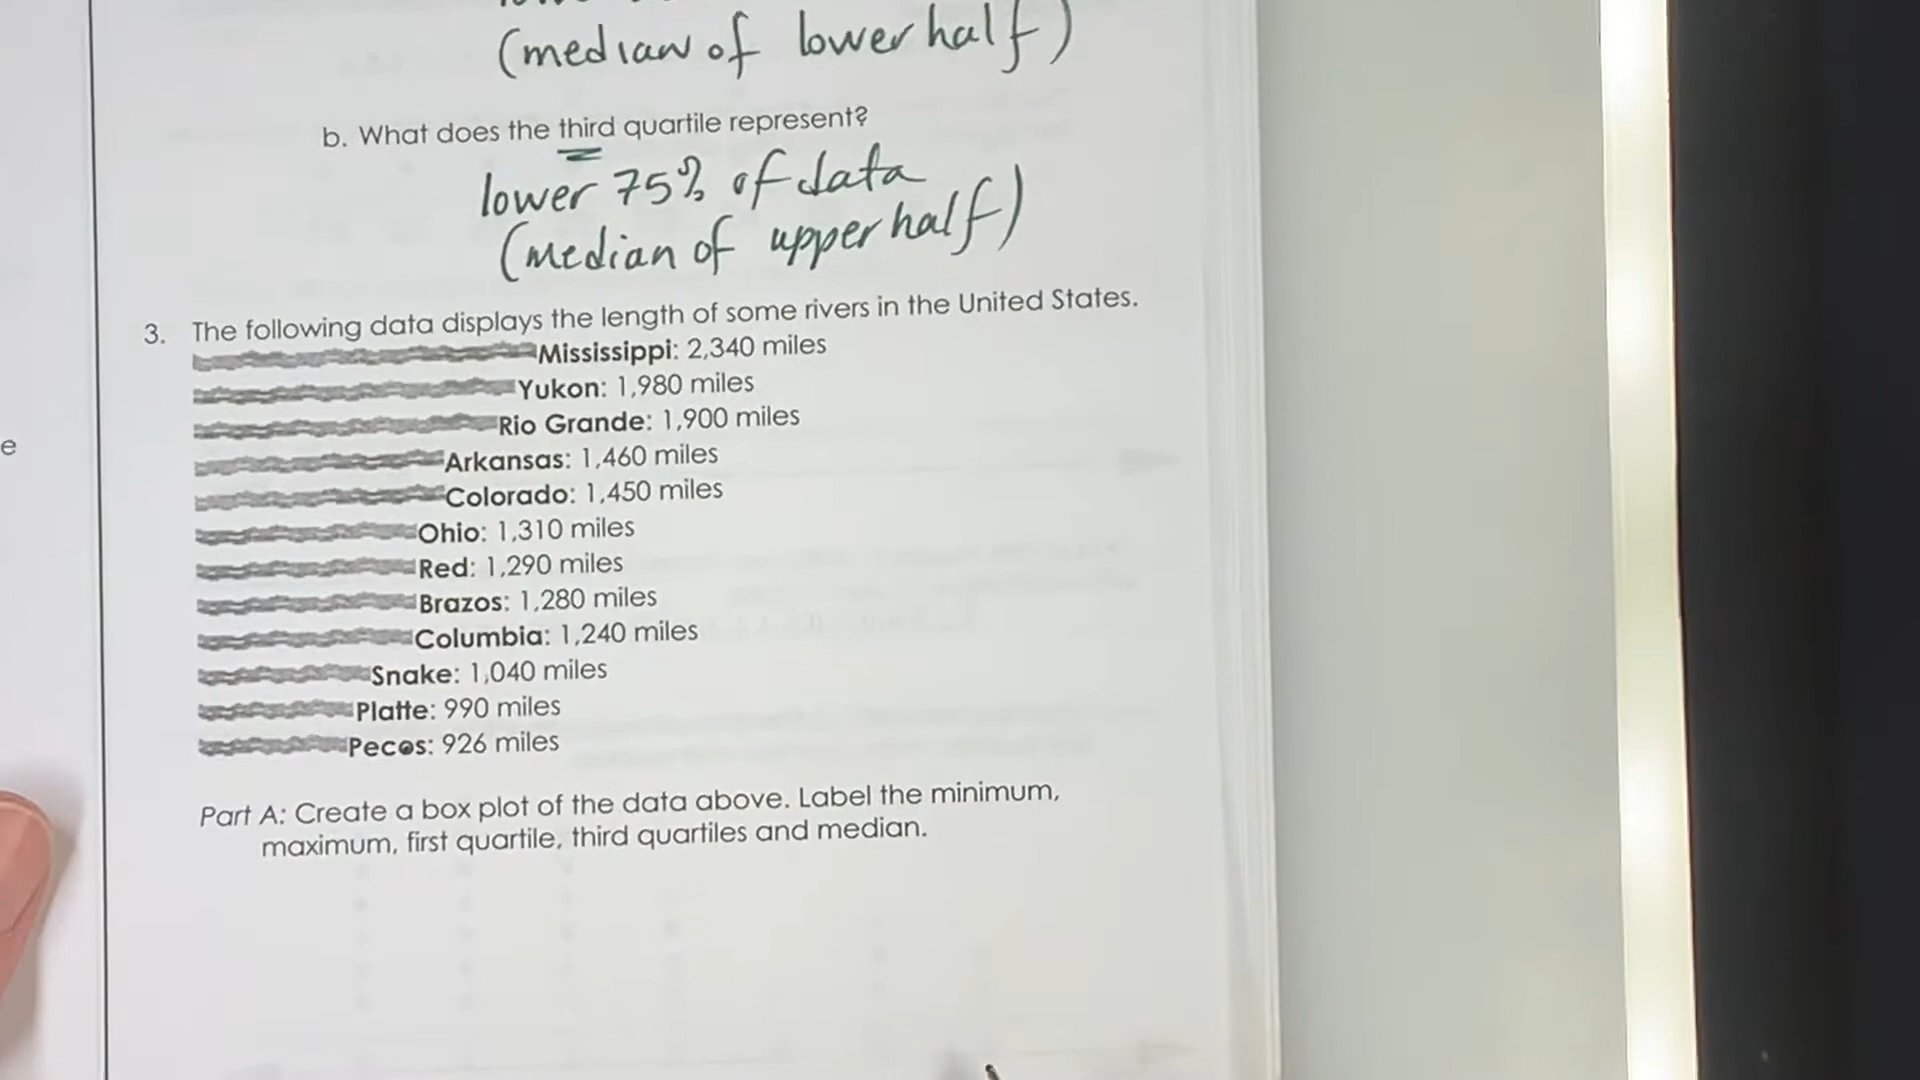 (median of lower half)
b. What does the third quartile represent?
lower 75% of data
(median of upper half)
3. The following data displays the length of some rivers in the United States.
Mississippi: 2,340 miles
Yukon: 1,980 miles
Rio Grande: 1,900 miles
Arkansas: 1,460 miles
Colorado: 1,450 miles
Ohio: 1,310 miles
e
Red: 1,290 miles
Brazos: 1,280 miles
Columbia: 1,240 miles
Snake: 1,040 miles
Platte: 990 miles
Pecos: 926 miles
Part A: Create a box plot of the data above. Label the minimum,
maximum, first quartile, third quartiles and median.